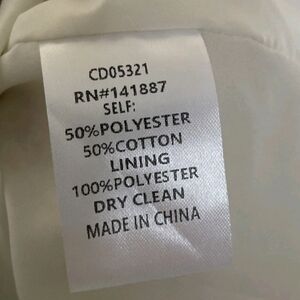 CD05321
RN#141887
SELF:
50%POLYESTER
50%COTTON
LINING
100%POLYESTER
DRY CLEAN
MADE IN CHINA